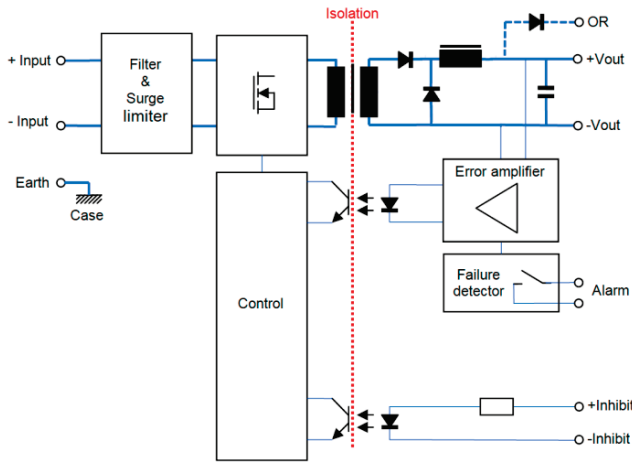 Isolation
OR
+ Input
Filter
&
Surge
limiter
+Vout
- Input
-Vout
Earth
Case
Error amplifier
Control
Failure
detector
Alarm
+Inhibit
-Inhibit